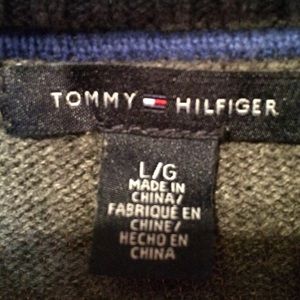 TOMMY HILFIGER
L/G
MADE IN
CHINA/
FABRIQUÉ EN
CHINE/
HECHO EN
CHINA